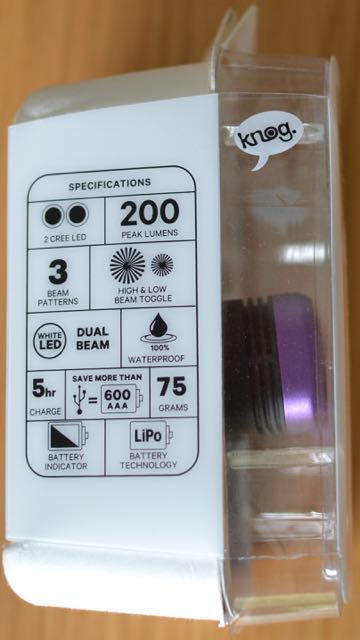 knog.
SPECIFICATIONS
2 CREE LED
200
PEAK LUMENS
3
BEAM
PATTERNS
HIGH & LOW
BEAM TOGGLE
WHITE
LED
DUAL
BEAM
100%
WATERPROOF
5hr
CHARGE
SAVE MORE THAN
= 600
AAA
75
GRAMS
BATTERY
INDICATOR
LiPo
BATTERY
TECHNOLOGY